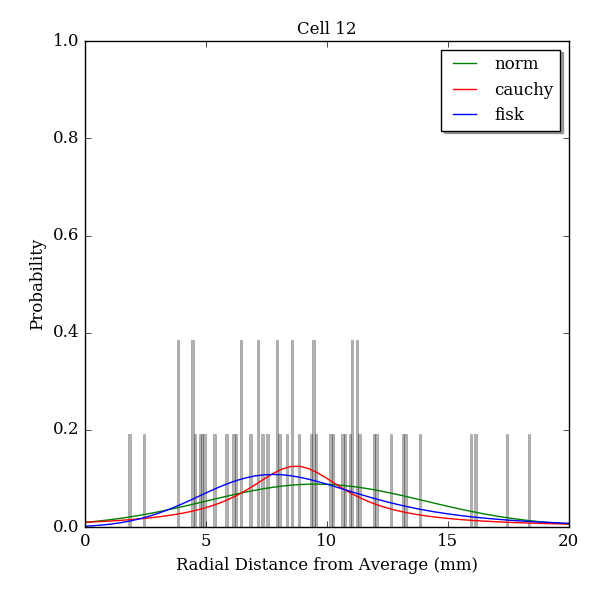 Cell 12
1.0
0.8
0.6
0.4
0.2
0.0
Probability
norm
cauchy
fisk
0 5 10 15 20
Radial Distance from Average (mm)